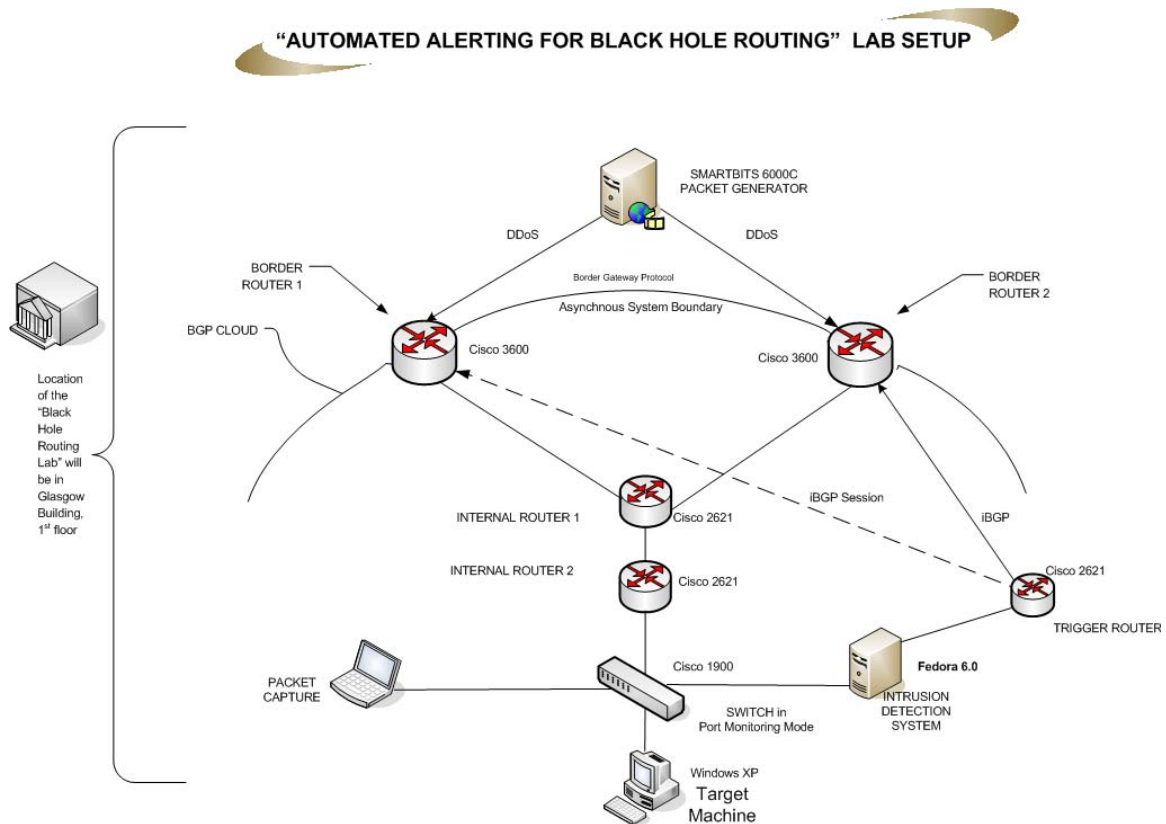 “AUTOMATED ALERTING FOR BLACK HOLE ROUTING” LAB SETUP
SMARTBITS 6000C
PACKET GENERATOR
DDoS
DDoS
BORDER
ROUTER 1
Border Gateway Protocol
BORDER
ROUTER 2
Asynchnous System Boundary
BGP CLOUD
Cisco 3600
Cisco 3600
Location
of the
“Black
Hole
Routing
Lab” will
be in
Glasgow
Building,
1st floor
iBGP Session
iBGP
INTERNAL ROUTER 1
Cisco 2621
INTERNAL ROUTER 2
Cisco 2621
Cisco 2621
TRIGGER ROUTER
Cisco 1900
Fedora 6.0
PACKET
CAPTURE
INTRUSION
DETECTION
SYSTEM
SWITCH in
Port Monitoring Mode
Windows XP
Target
Machine